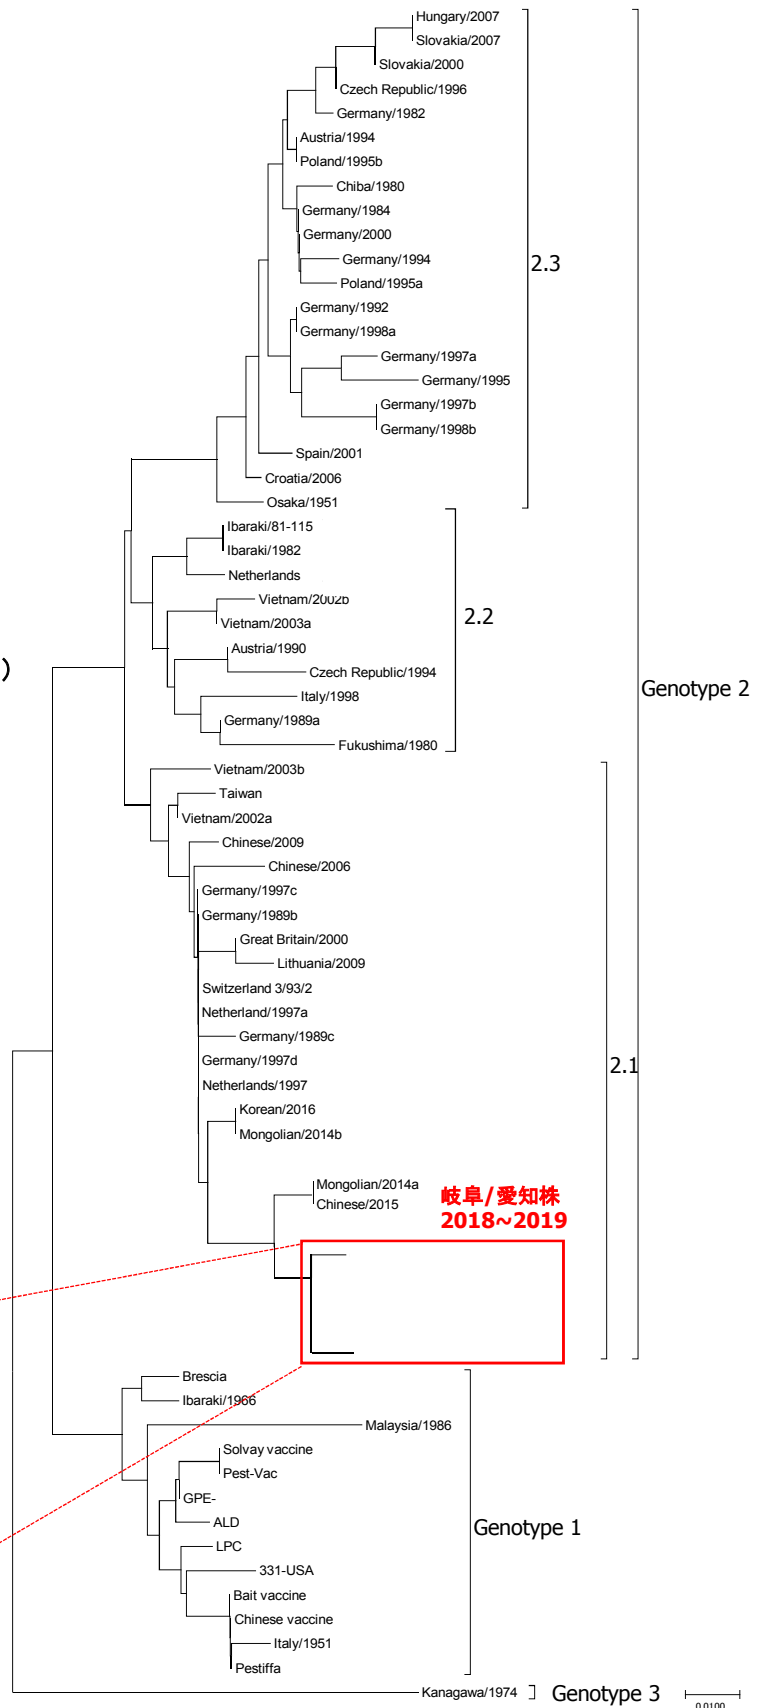 Hungary/2007
Slovakia/2007
Slovakia/2000
Czech Republic/1996
Germany/1982
Austria/1994
Poland/1995b
Chiba/1980
Germany/1984
Germany/2000
Germany/1994
2.3
Poland/1995a
Germany/1992
Germany/1998a
Germany/1997a
Germany/1995
Germany/1997b
Germany/1998b
Spain/2001
Croatia/2006
Osaka/1951
Ibaraki/81-115
Ibaraki/1982
Netherlands
Vietnam/2002b
2.2
Vietnam/2003a
Austria/1990
)
Czech Republic/1994
Genotype 2
Italy/1998
Germany/1989a
Fukushima/1980
Vietnam/2003b
Taiwan
Vietnam/2002a
Chinese/2009
Chinese/2006
Germany/1997c
Germany/1989b
Great Britain/2000
Lithuania/2009
Switzerland 3/93/2
Netherland/1997a
Germany/1989c
Germany/1997d
2.1
Netherlands/1997
Korean/2016
Mongolian/2014b
Mongolian/2014a
Chinese/2015
岐阜/愛知株
2018~2019
Brescia
Ibaraki/1966
Malaysia/1986
Solvay vaccine
Pest-Vac
GPE-
ALD
Genotype 1
LPC
331-USA
Bait vaccine
Chinese vaccine
Italy/1951
Pestiffa
Kanagawa/1974
Genotype 3
0.0100